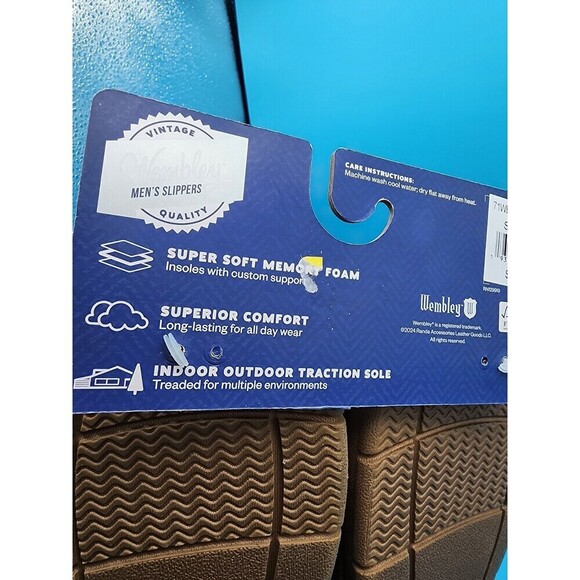 VINTAGE
Wembley
MEN'S SLIPPERS
QUALITY
CARE INSTRUCTIONS:
Machine wash cool water; dry flat away from heat.
SUPER SOFT MEMORY FOAM
Insoles with custom support
SUPERIOR COMFORT
Long-lasting for all day wear
INDOOR OUTDOOR TRACTION SOLE
Treaded for multiple environments
Wembley
Wembley® is a registered trademark.
©2024 Randa Accessories Leather Goods LLC.
All rights reserved.